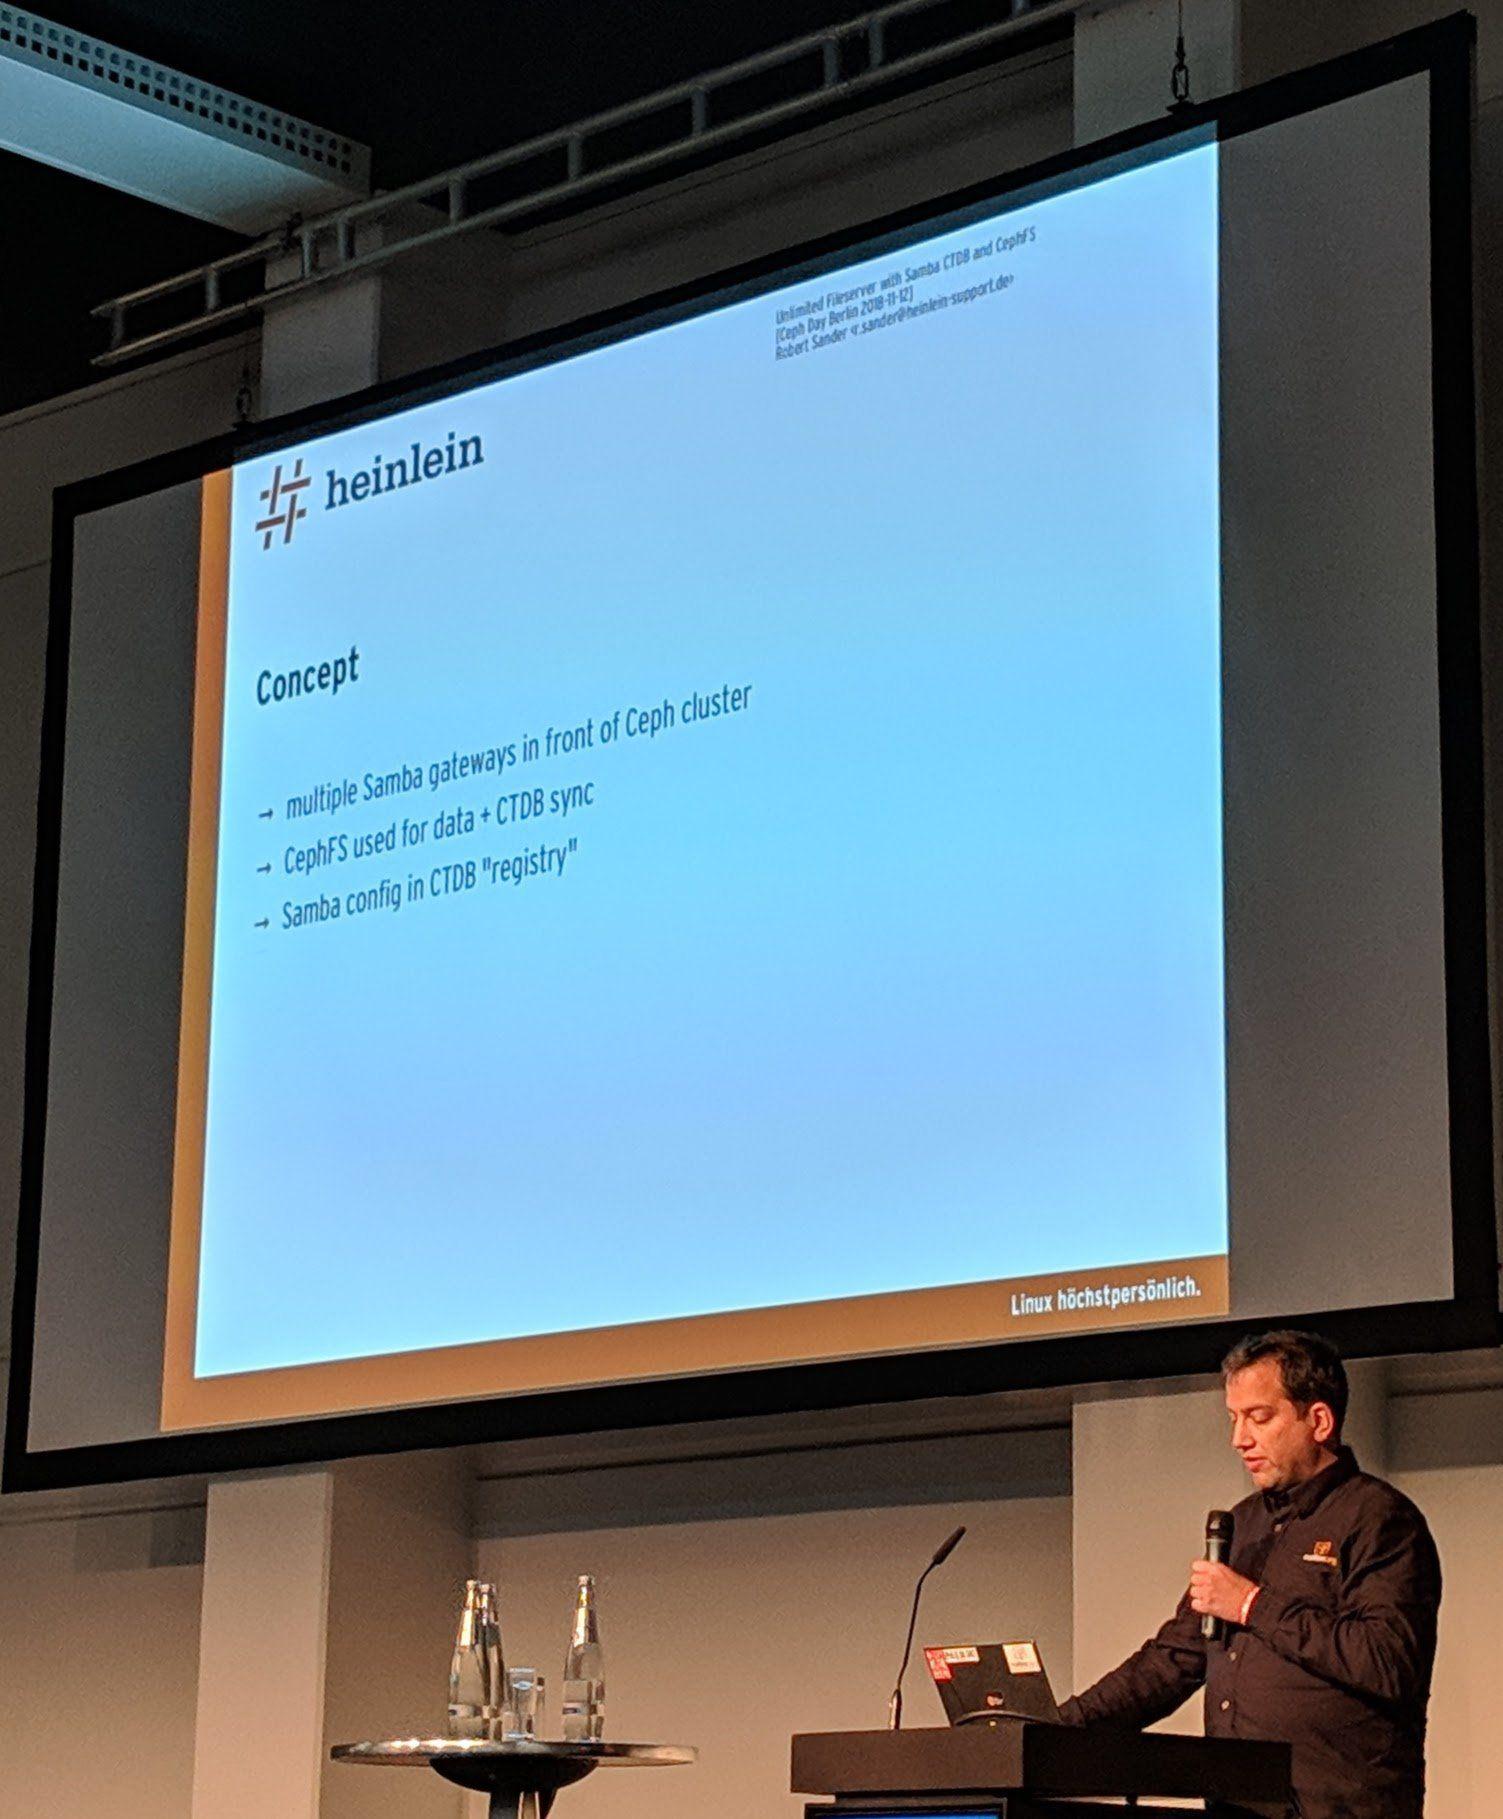 Unlimited Fileserver with Samba CTDB and CephFS
[Ceph Day Berlin 2018-11-12]
Robert Sander <r.sander@heinlein-support.de>
heinlein
Concept
→ multiple Samba gateways in front of Ceph cluster
→ CephFS used for data + CTDB sync
→ Samba config in CTDB "registry"
Linux höchstpersönlich.